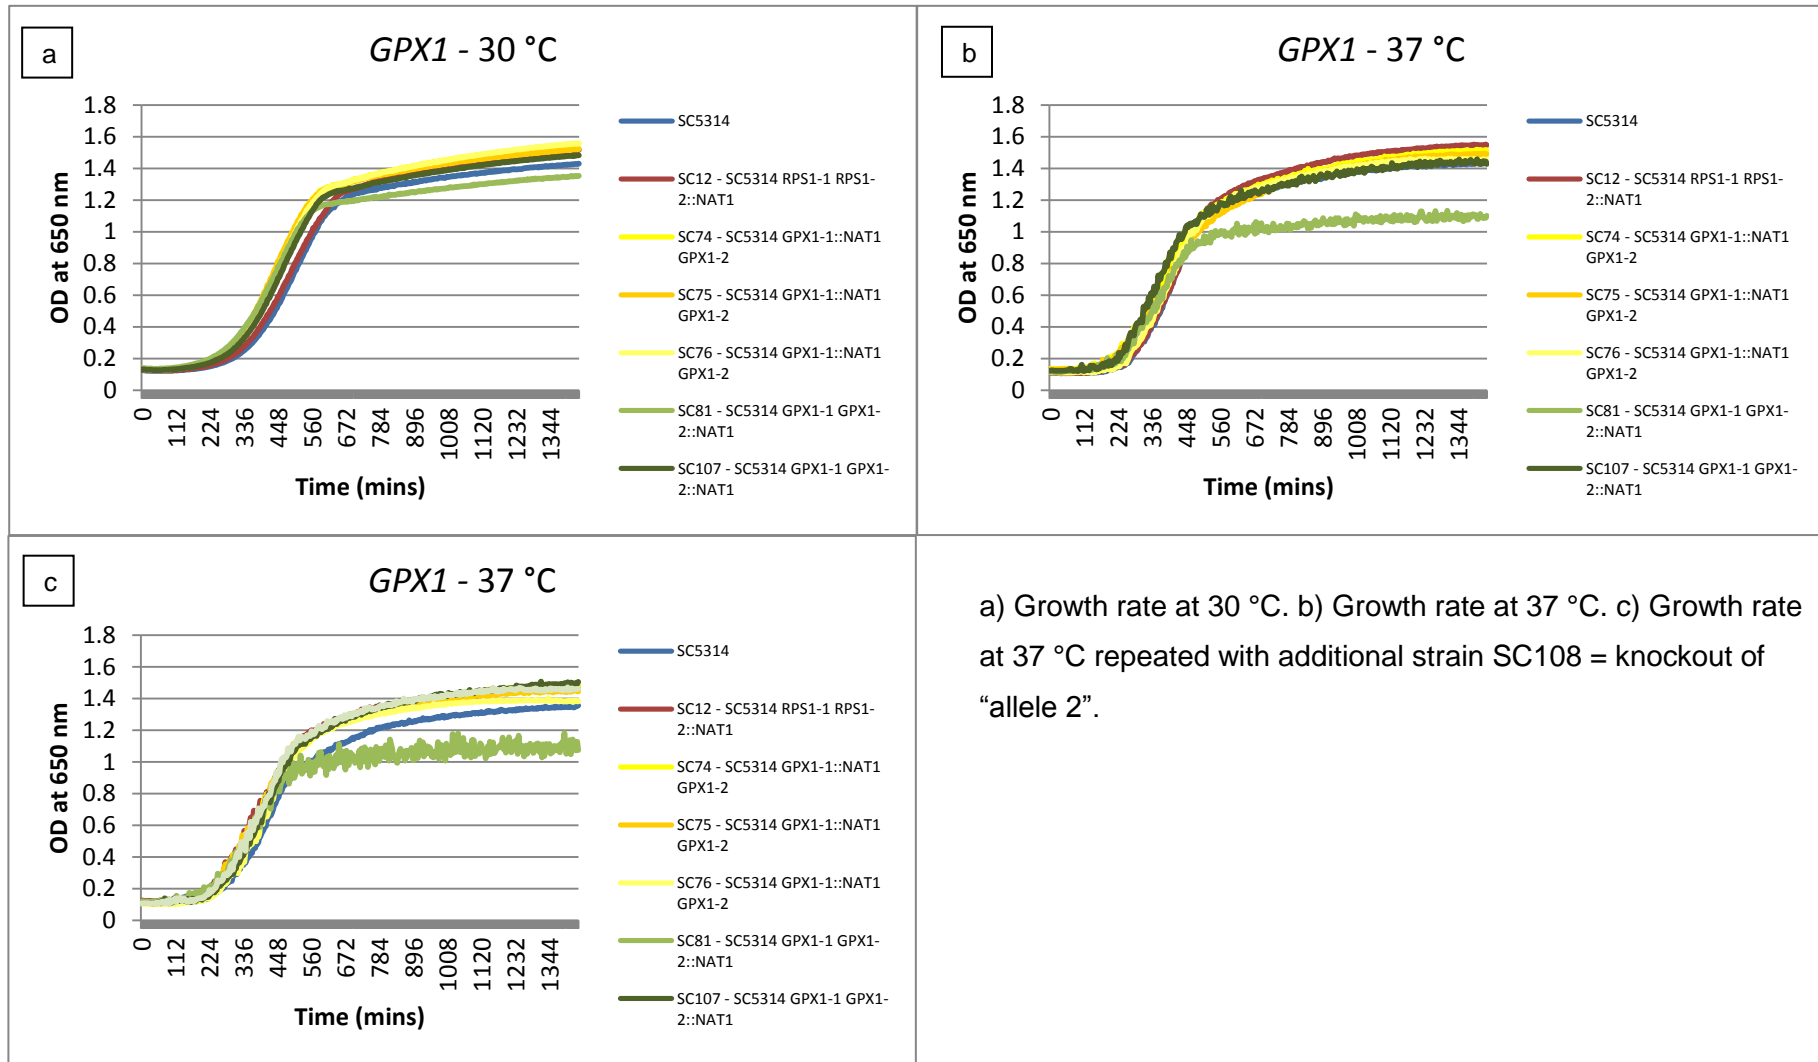 a
GPX1 - 30 °C
1.8
1.6
1.4
1.2
1
0.8
0.6
0.4
0.2
0
OD at 650 nm
0
112
224
336
448
560
672
784
896
1008
1120
1232
1344
Time (mins)
SC5314
SC12 - SC5314 RPS1-1 RPS1-
2::NAT1
SC74 - SC5314 GPX1-1::NAT1
GPX1-2
SC75 - SC5314 GPX1-1::NAT1
GPX1-2
SC76 - SC5314 GPX1-1::NAT1
GPX1-2
SC81 - SC5314 GPX1-1 GPX1-
2::NAT1
SC107 - SC5314 GPX1-1 GPX1-
2::NAT1
b
GPX1 - 37 °C
1.8
1.6
1.4
1.2
1
0.8
0.6
0.4
0.2
0
OD at 650 nm
0
112
224
336
448
560
672
784
896
1008
1120
1232
1344
Time (mins)
SC5314
SC12 - SC5314 RPS1-1 RPS1-
2::NAT1
SC74 - SC5314 GPX1-1::NAT1
GPX1-2
SC75 - SC5314 GPX1-1::NAT1
GPX1-2
SC76 - SC5314 GPX1-1::NAT1
GPX1-2
SC81 - SC5314 GPX1-1 GPX1-
2::NAT1
SC107 - SC5314 GPX1-1 GPX1-
2::NAT1
c
GPX1 - 37 °C
1.8
1.6
1.4
1.2
1
0.8
0.6
0.4
0.2
0
OD at 650 nm
0
112
224
336
448
560
672
784
896
1008
1120
1232
1344
Time (mins)
SC5314
SC12 - SC5314 RPS1-1 RPS1-
2::NAT1
SC74 - SC5314 GPX1-1::NAT1
GPX1-2
SC75 - SC5314 GPX1-1::NAT1
GPX1-2
SC76 - SC5314 GPX1-1::NAT1
GPX1-2
SC81 - SC5314 GPX1-1 GPX1-
2::NAT1
SC107 - SC5314 GPX1-1 GPX1-
2::NAT1
a) Growth rate at 30 °C. b) Growth rate at 37 °C. c) Growth rate
at 37 °C repeated with additional strain SC108 = knockout of
“allele 2”.